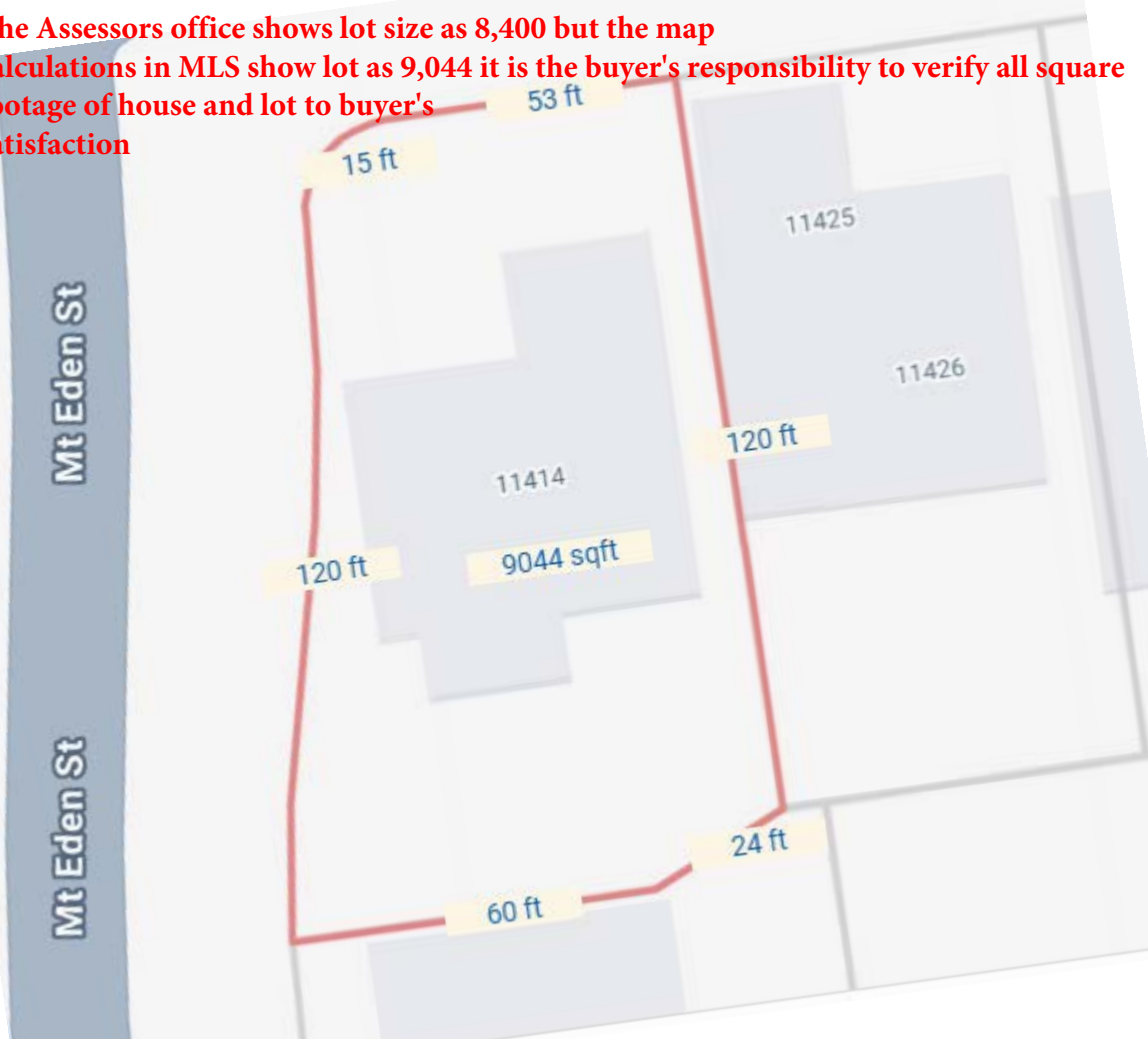 he Assessors office shows lot size as 8,400 but the map
alculations in MLS show lot as 9,044 it is the buyer's responsibility to verify all square
ootage of house and lot to buyer's
atisfaction
53 ft
15 ft
11425
Mt Eden St
11426
120 ft
11414
9044 sqft
120 ft
Mt Eden St
24 ft
60 ft